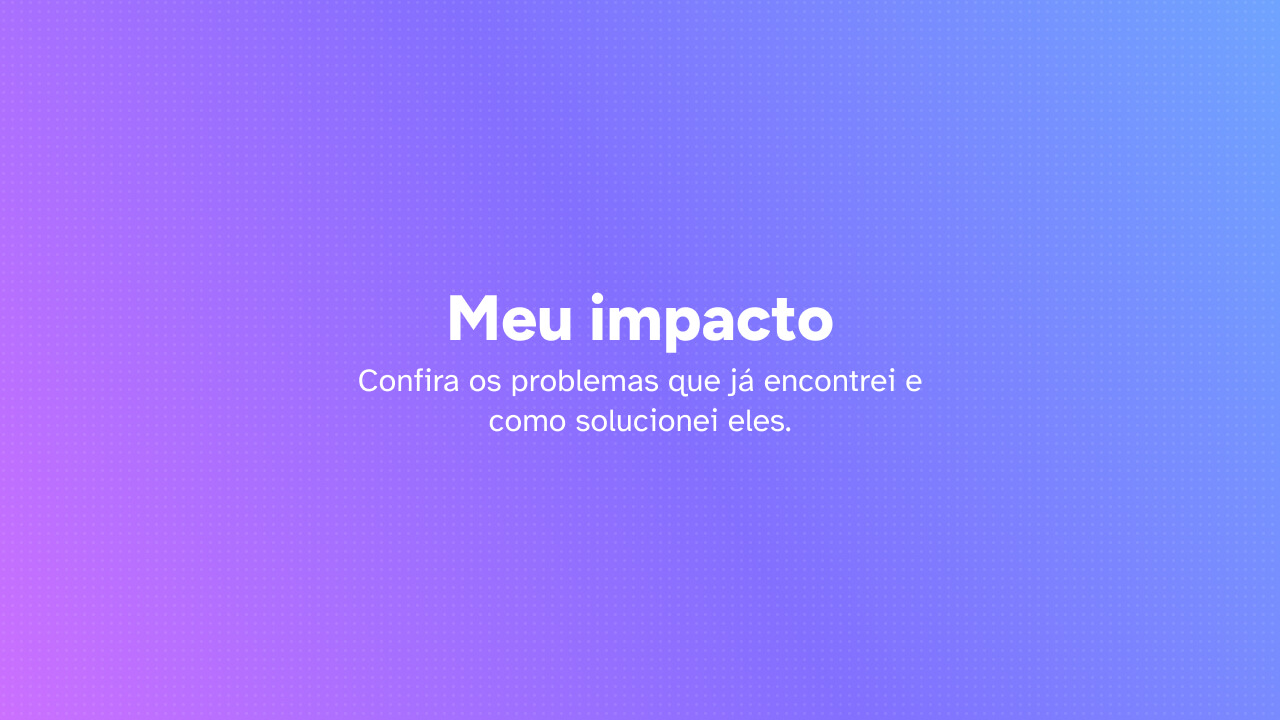 Meu impacto
Confira os problemas que já encontrei e
como solucionei eles.